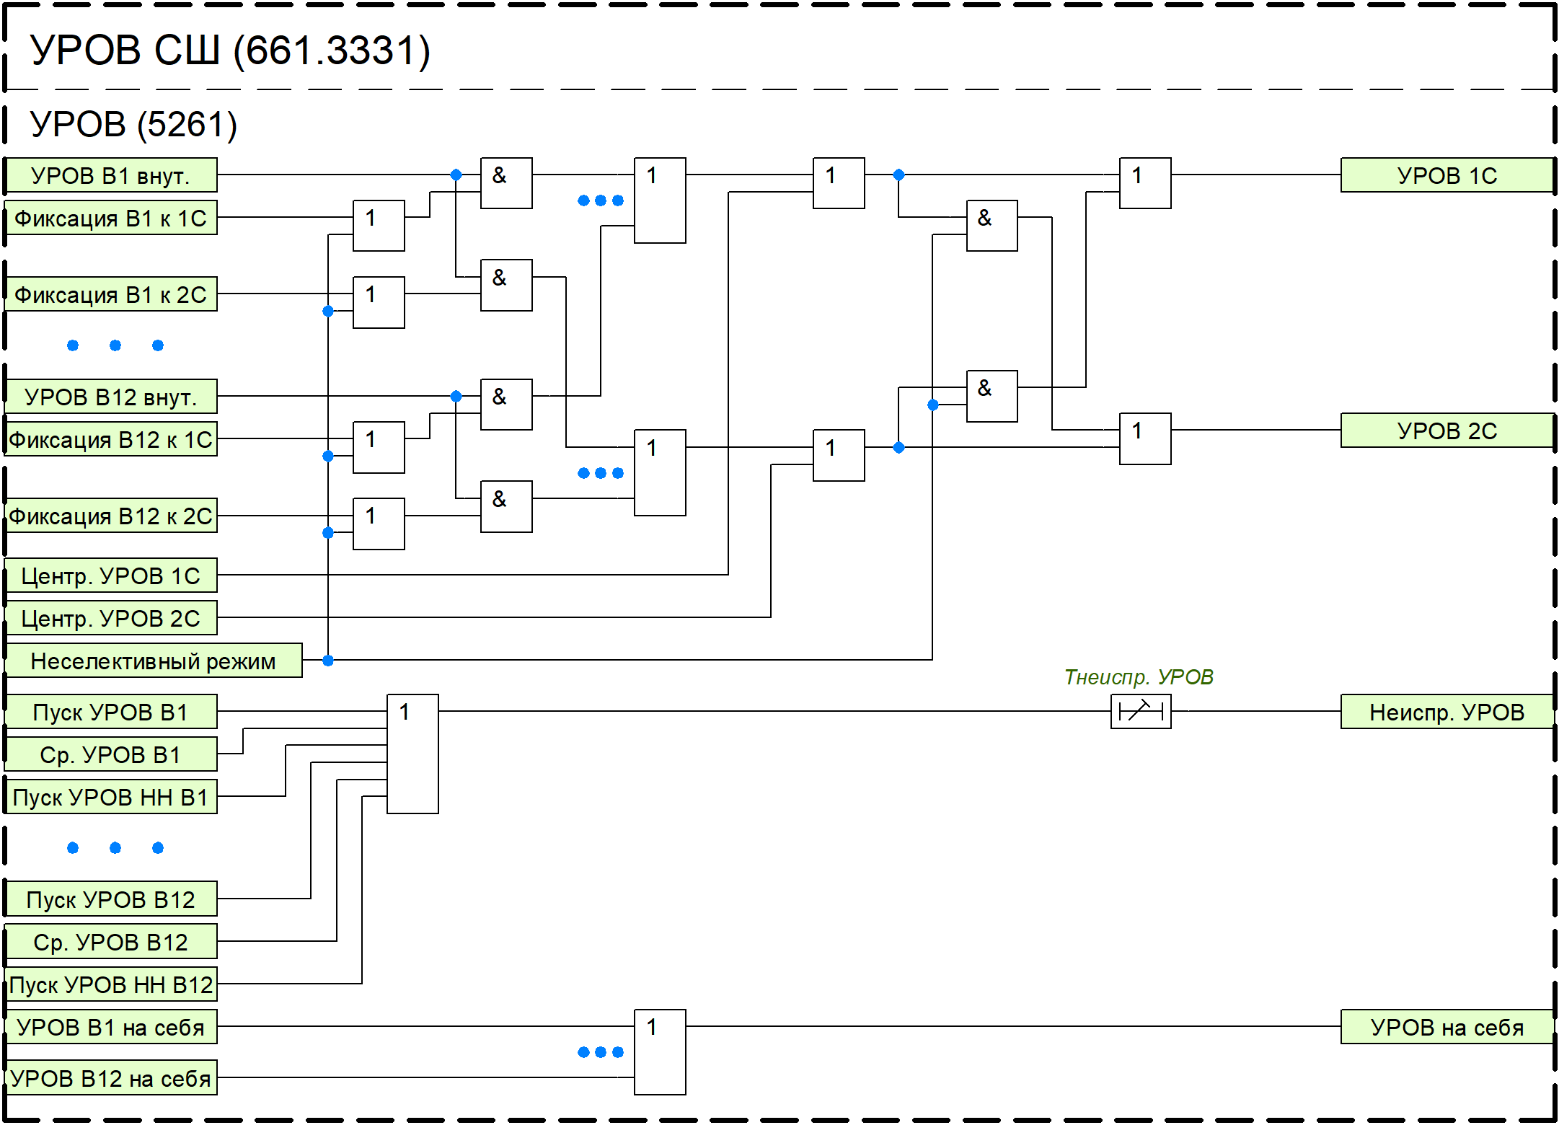 УРОВ СШ (661.3331)
УРОВ (5261)
УРОВ В1 внут.
Фиксация В1 к 1С
Фиксация В1 к 2С
УРОВ В12 внут.
Фиксация В12 к 1С
Фиксация В12 к 2С
Центр. УРОВ 1С
Центр. УРОВ 2С
Неселективный режим
Пуск УРОВ В1
Ср. УРОВ В1
Пуск УРОВ НН В1
Пуск УРОВ В12
Ср. УРОВ В12
Пуск УРОВ НН В12
УРОВ В1 на себя
УРОВ В12 на себя
1
1
1
1
&
&
&
&
1
1
1
1
&
&
1
1
1
1
Тнеиспр. УРОВ
УРОВ 1С
УРОВ 2С
Неиспр. УРОВ
УРОВ на себя